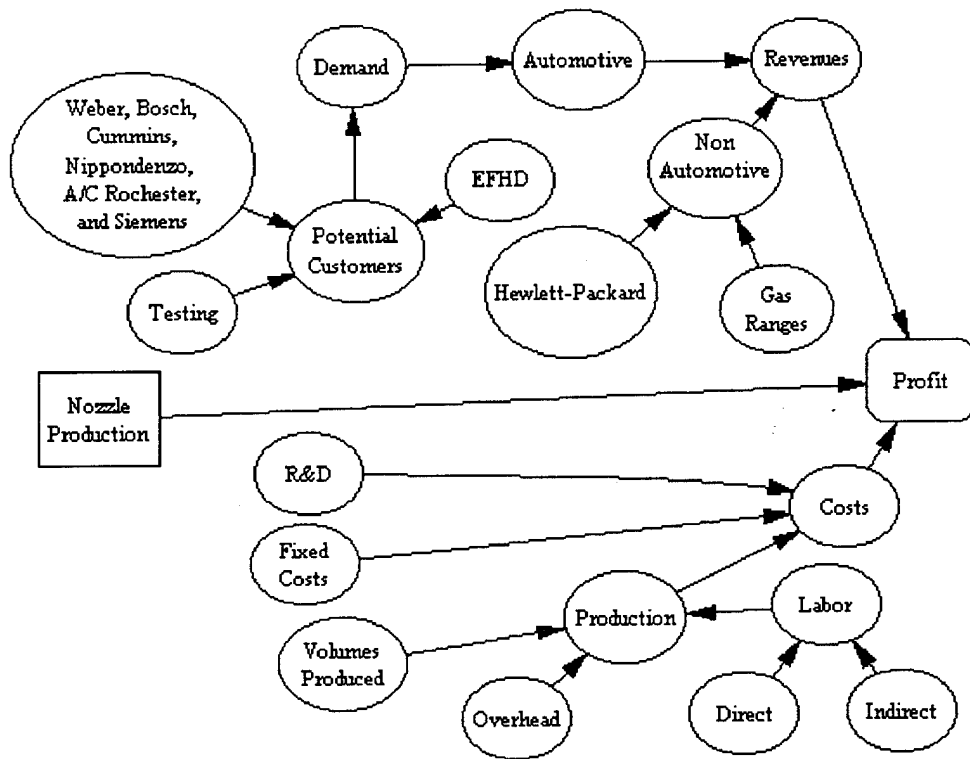 Demand
Automotive
Revenues
Weber, Bosch,
Cummins,
Nippondenzo,
A/C Rochester,
and Siemens
Non
Automotive
EFHD
Potential
Customers
Hewlett-Packard
Gas
Ranges
Testing
Profit
Nozzle
Production
R&D
Costs
Fixed
Costs
Production
Labor
Volumes
Produced
Overhead
Direct
Indirect